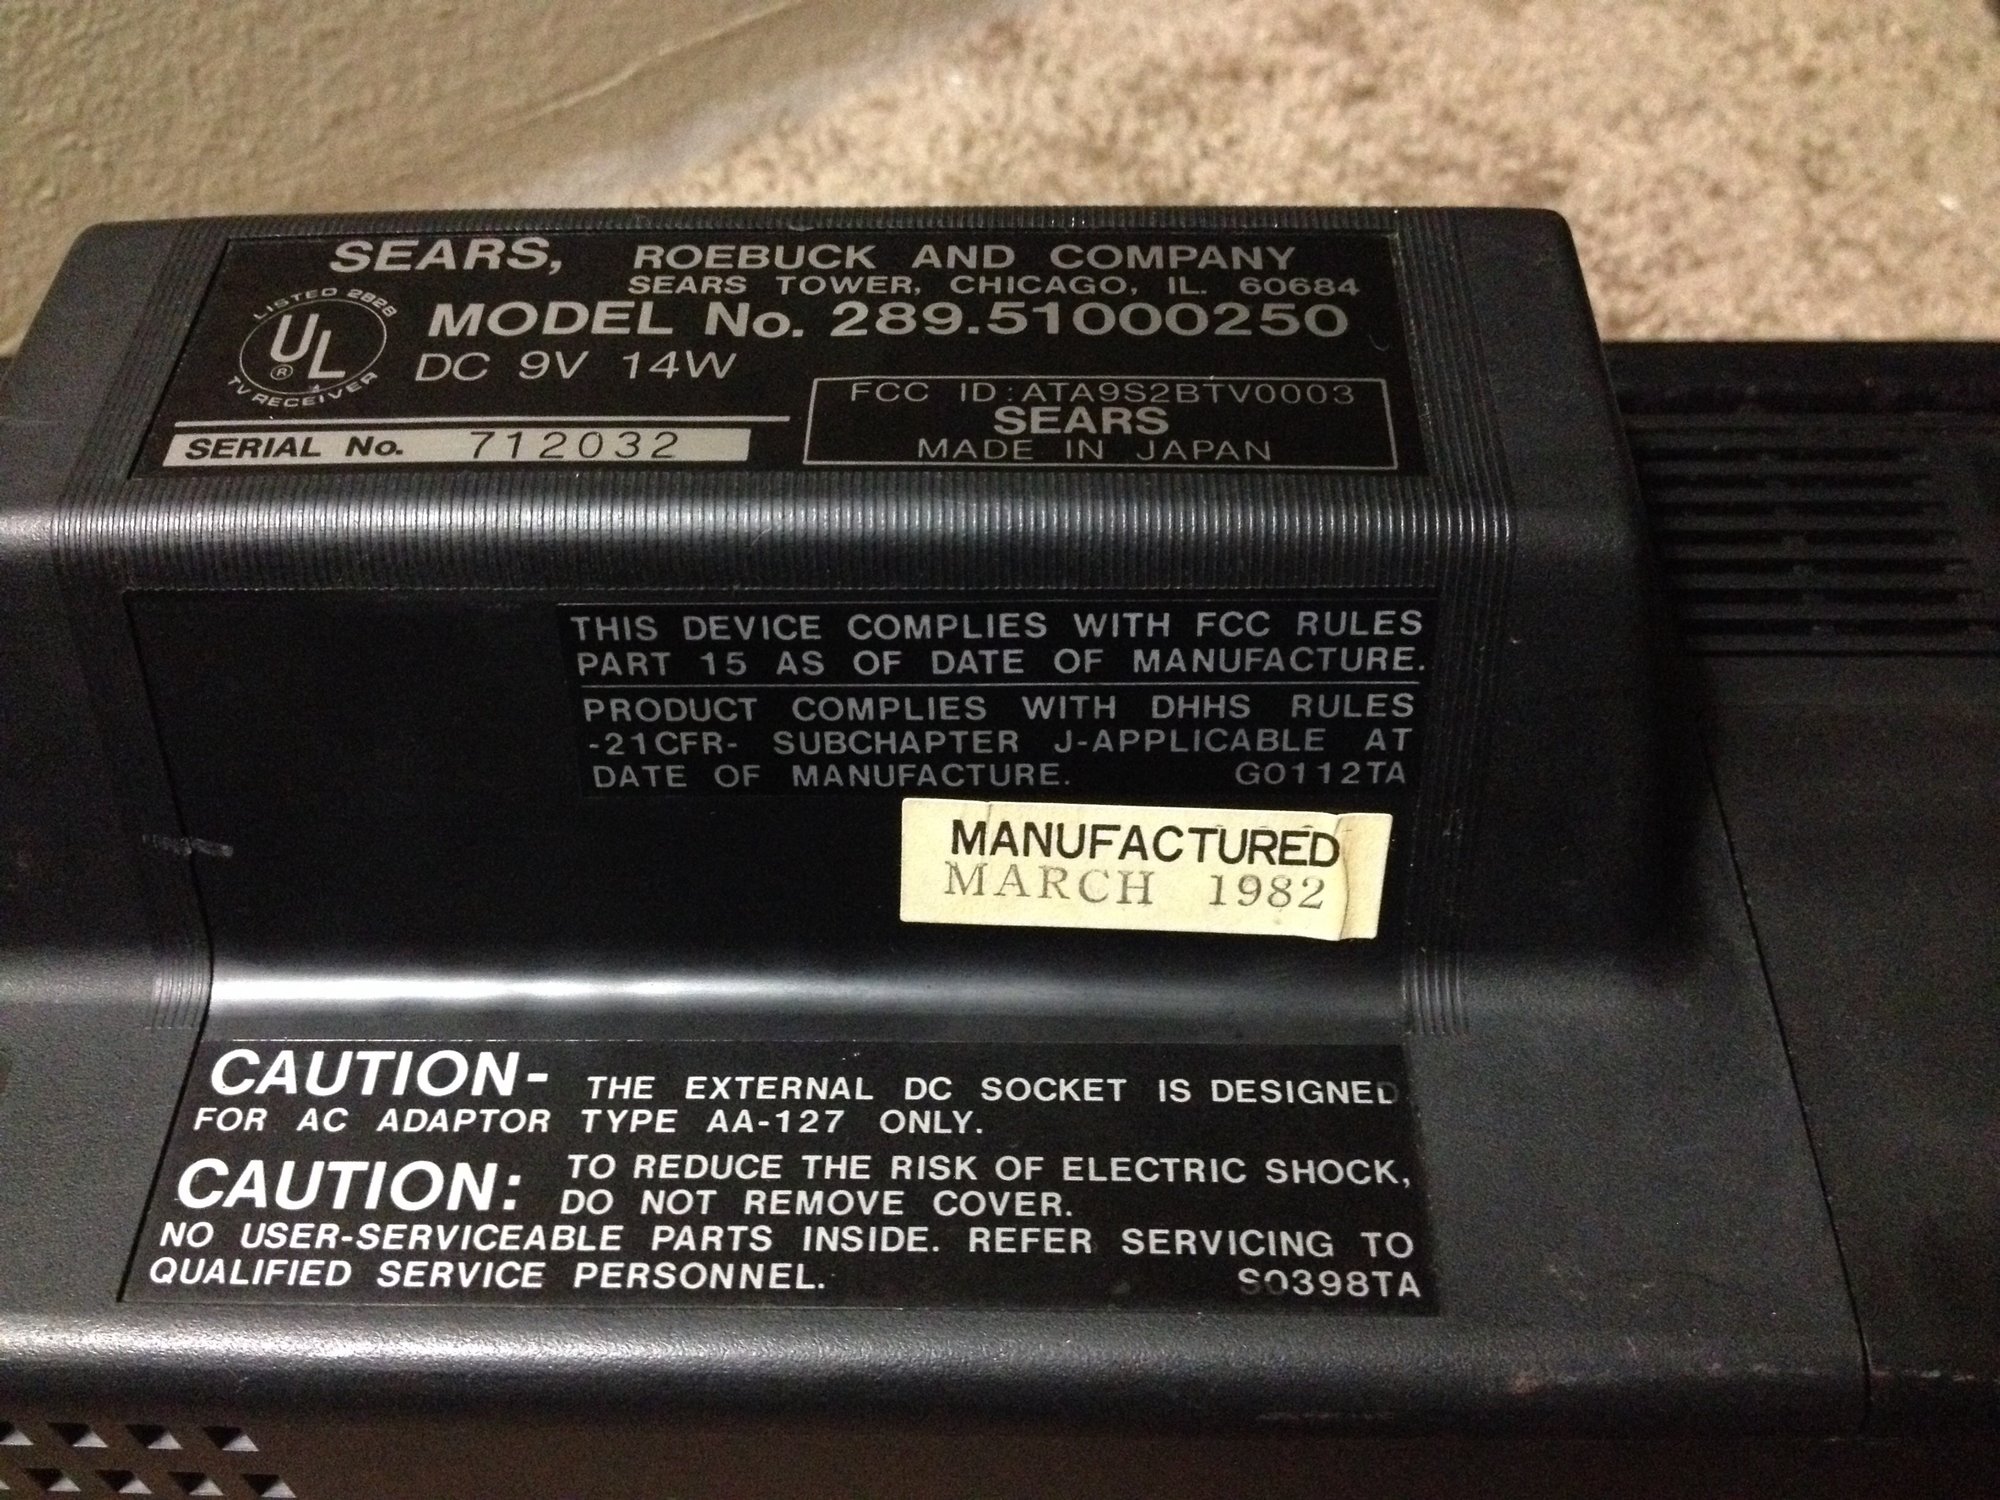 SEARS, ROEBUCK AND COMPANY
SEARS TOWER, CHICAGO, IL. 60684
LISTED 2828
UL
®
TV RECEIVER
MODEL No. 289.51000250
DC 9V 14W
FCC ID:ATA9S2BTV0003
SEARS
MADE IN JAPAN
SERIAL No. 712032
THIS DEVICE COMPLIES WITH FCC RULES
PART 15 AS OF DATE OF MANUFACTURE.
PRODUCT COMPLIES WITH DHHS RULES
-21CFR- SUBCHAPTER J-APPLICABLE AT
DATE OF MANUFACTURE. G0112TA
MANUFACTURED
MARCH 1982
CAUTION- THE EXTERNAL DC SOCKET IS DESIGNED
FOR AC ADAPTOR TYPE AA-127 ONLY.
CAUTION: TO REDUCE THE RISK OF ELECTRIC SHOCK,
DO NOT REMOVE COVER.
NO USER-SERVICEABLE PARTS INSIDE. REFER SERVICING TO
QUALIFIED SERVICE PERSONNEL. S0398TA